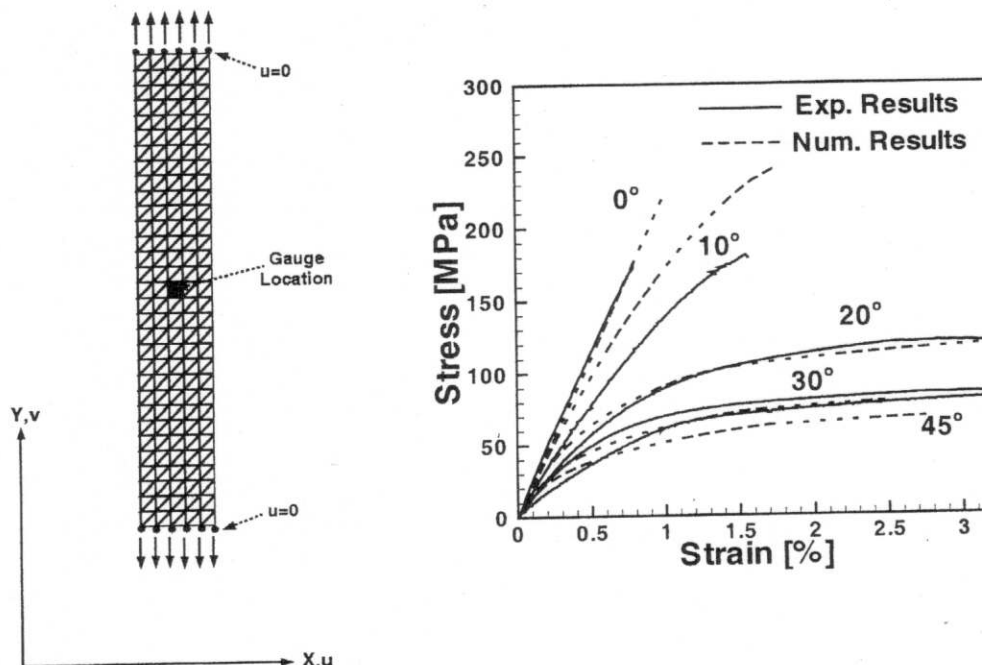 u=0
Gauge
Location
Y,v
u=0
X,u
300
250
200
150
100
50
0
Stress [MPa]
Exp. Results
Num. Results
0°
10°
20°
30°
45°
0 0.5 1 1.5 2 2.5 3
Strain [%]